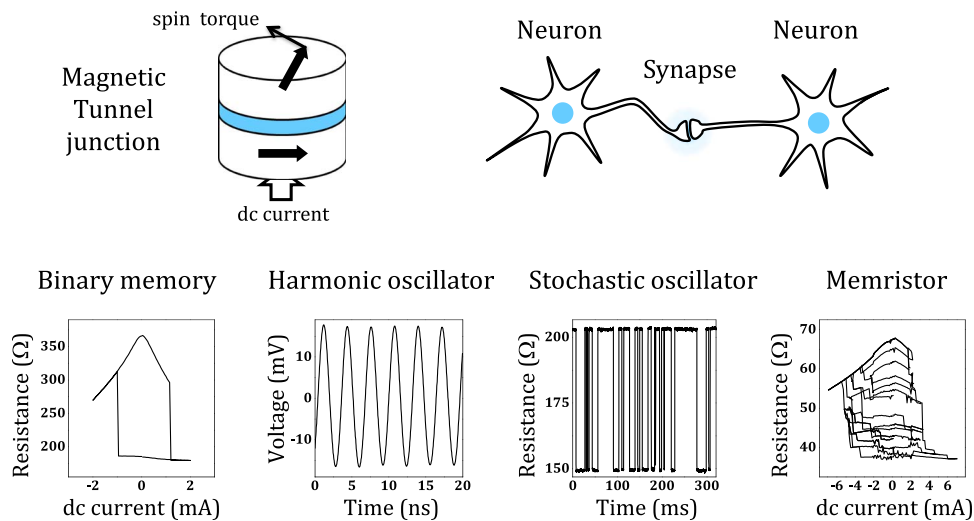 spin torque
Magnetic
Tunnel
junction
dc current
Neuron
Synapse
Neuron
Binary memory
Resistance (Ω)
350
300
250
200
-2
0
2
dc current (mA)
Harmonic oscillator
Voltage (mV)
10
0
-10
0
5
10
15
20
Time (ns)
Stochastic oscillator
Resistance (Ω)
200
175
150
0
100
200
300
Time (ms)
Memristor
Resistance (Ω)
70
60
50
40
-6
-4
-2
0
2
4
6
dc current (mA)